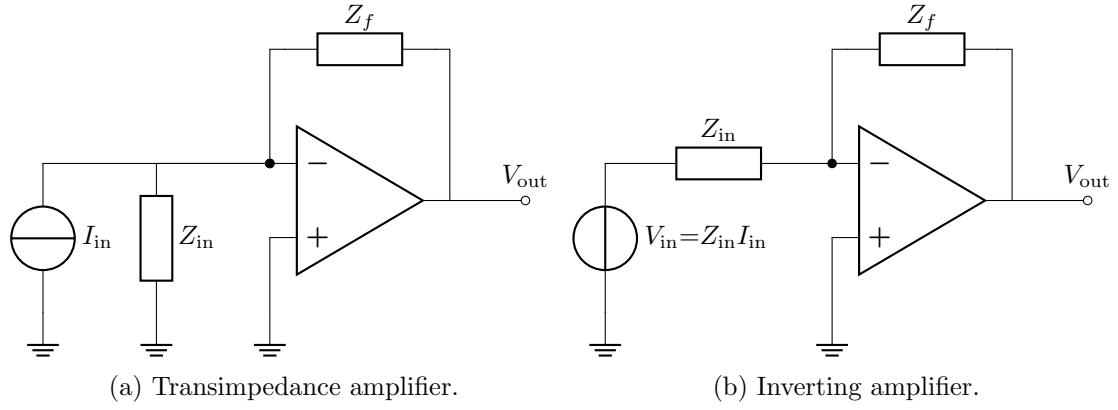 Z_f
V_out
I_in
Z_in
−
+
(a) Transimpedance amplifier.
Z_f
Z_in
V_out
V_in=Z_in I_in
−
+
(b) Inverting amplifier.